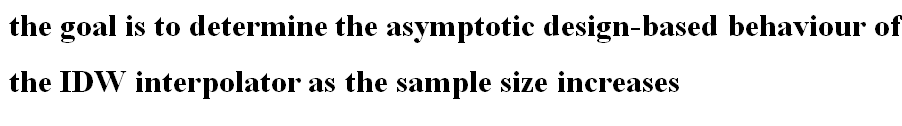 the goal is to determine the asymptotic design-based behaviour of
the IDW interpolator as the sample size increases